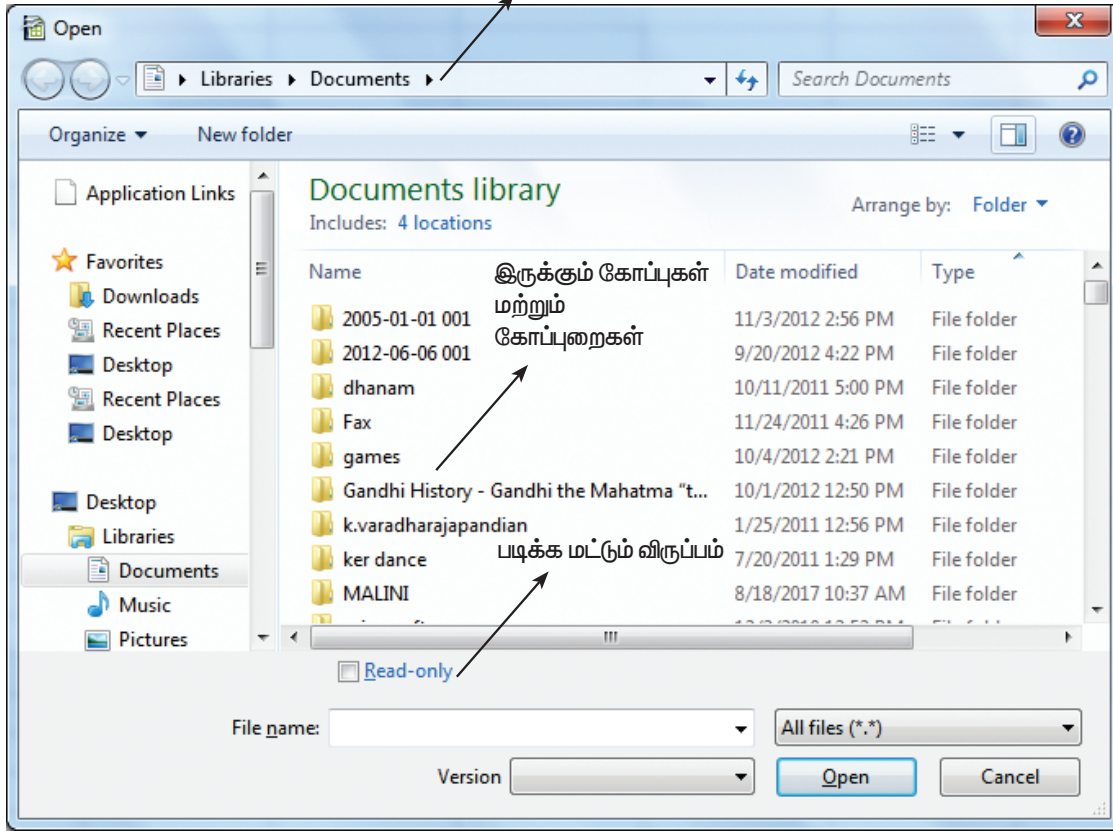 Open
Libraries Documents
Search Documents
Organize New folder
Application Links
Favorites
Downloads
Recent Places
Desktop
Recent Places
Desktop
Desktop
Libraries
Documents
Music
Pictures
Documents library
Includes: 4 locations
Arrange by: Folder
Name Date modified Type
இருக்கும் கோப்புகள்
மற்றும்
கோப்புறைகள்
2005-01-01 001 11/3/2012 2:56 PM File folder
2012-06-06 001 9/20/2012 4:22 PM File folder
dhanam 10/11/2011 5:00 PM File folder
Fax 11/24/2011 4:26 PM File folder
games 10/4/2012 2:21 PM File folder
Gandhi History - Gandhi the Mahatma "t... 10/1/2012 12:50 PM File folder
k.varadharajapandian 1/25/2011 12:56 PM File folder
படிக்க மட்டும் விருப்பம்
ker dance 7/20/2011 1:29 PM File folder
MALINI 8/18/2017 10:37 AM File folder
Read-only
File name: All files (*.*)
Version Open Cancel